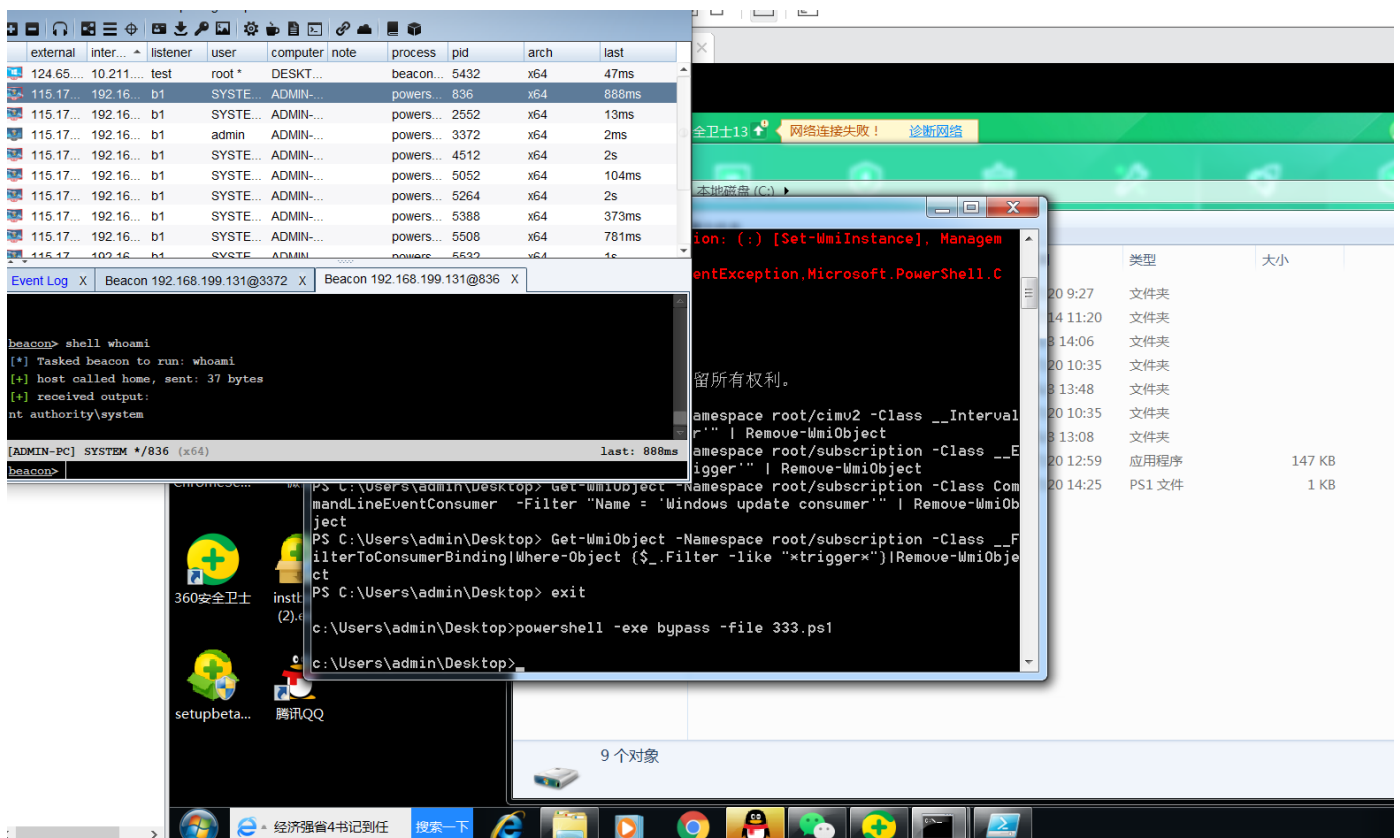 external inter... listener user computer note process pid arch last
124.65.... 10.211.... test root * DESKT... beacon... 5432 x64 47ms
115.17... 192.16... b1 SYSTE... ADMIN-... powers... 836 x64 888ms
115.17... 192.16... b1 SYSTE... ADMIN-... powers... 2552 x64 13ms
115.17... 192.16... b1 admin ADMIN-... powers... 3372 x64 2ms
115.17... 192.16... b1 SYSTE... ADMIN-... powers... 4512 x64 2s
115.17... 192.16... b1 SYSTE... ADMIN-... powers... 5052 x64 104ms
115.17... 192.16... b1 SYSTE... ADMIN-... powers... 5264 x64 2s
115.17... 192.16... b1 SYSTE... ADMIN-... powers... 5388 x64 373ms
115.17... 192.16... b1 SYSTE... ADMIN-... powers... 5508 x64 781ms
115.17... 192.16... b1 SYSTE... ADMIN-... powers... 5532 x64 1s
Event Log X Beacon 192.168.199.131@3372 X Beacon 192.168.199.131@836 X
beacon> shell whoami
[*] Tasked beacon to run: whoami
[+] host called home, sent: 37 bytes
[+] received output:
nt authority\system
[ADMIN-PC] SYSTEM */836 (x64) last: 888ms
beacon>
全卫士13 网络连接失败！ 诊断网络
本地磁盘 (C:)
ion: (:) [Set-WmiInstance], Managem
entException,Microsoft.PowerShell.C
留所有权利。
amespace root/cimv2 -Class __Interval
r'" | Remove-WmiObject
amespace root/subscription -Class __E
igger'" | Remove-WmiObject
PS C:\Users\admin\Desktop> Get-WmiObject -Namespace root/subscription -Class Com
mandLineEventConsumer  -Filter "Name = 'Windows update consumer'" | Remove-WmiOb
ject
PS C:\Users\admin\Desktop> Get-WmiObject -Namespace root/subscription -Class __F
ilterToConsumerBinding|Where-Object {$_.Filter -like "*trigger*"}|Remove-WmiObje
ct
PS C:\Users\admin\Desktop> exit
c:\Users\admin\Desktop>powershell -exe bypass -file 333.ps1
c:\Users\admin\Desktop>
类型 大小
20 9:27 文件夹
14 11:20 文件夹
3 14:06 文件夹
20 10:35 文件夹
3 13:48 文件夹
20 10:35 文件夹
3 13:08 文件夹
20 12:59 应用程序 147 KB
20 14:25 PS1 文件 1 KB
360安全卫士
(2).e
setupbeta...
腾讯QQ
9 个对象
经济强省4书记到任 搜索一下